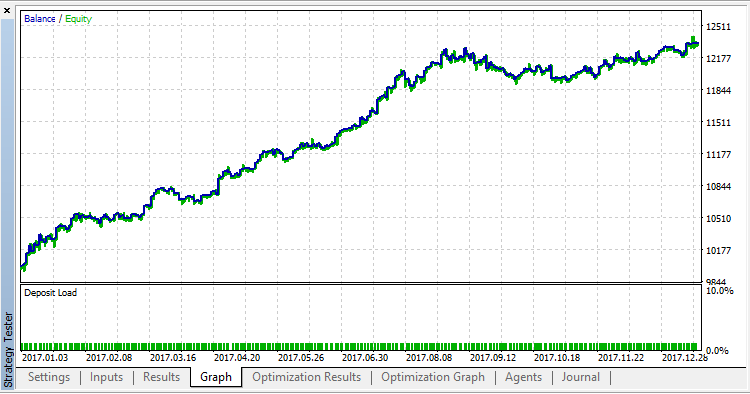 Balance / Equity
12511
12177
11844
11511
11177
10844
10510
10177
9844
Deposit Load
10.0%
0.0%
2017.01.03 2017.02.08 2017.03.16 2017.04.20 2017.05.26 2017.06.30 2017.08.08 2017.09.12 2017.10.18 2017.11.22 2017.12.28
Strategy Tester
Settings Inputs Results Graph Optimization Results Optimization Graph Agents Journal